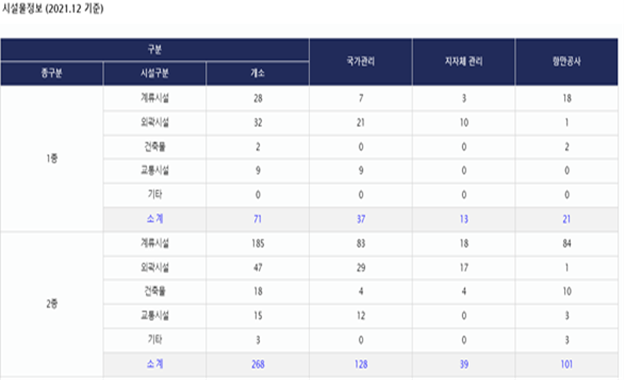 시설물정보 (2021.12 기준)
구분 국가관리 지자체 관리 항만공사
종구분 시설구분 개소
1종 계류시설 28 7 3 18
외곽시설 32 21 10 1
건축물 2 0 0 2
교통시설 9 9 0 0
기타 0 0 0 0
소계 71 37 13 21
2종 계류시설 185 83 18 84
외곽시설 47 29 17 1
건축물 18 4 4 10
교통시설 15 12 0 3
기타 3 0 0 3
소계 268 128 39 101